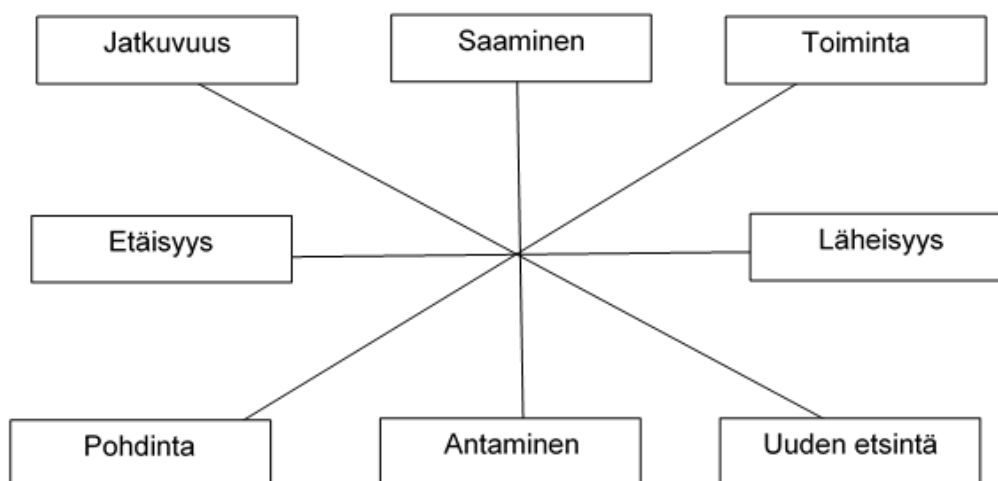 Jatkuvuus
Saaminen
Toiminta
Etäisyys
Läheisyys
Pohdinta
Antaminen
Uuden etsintä